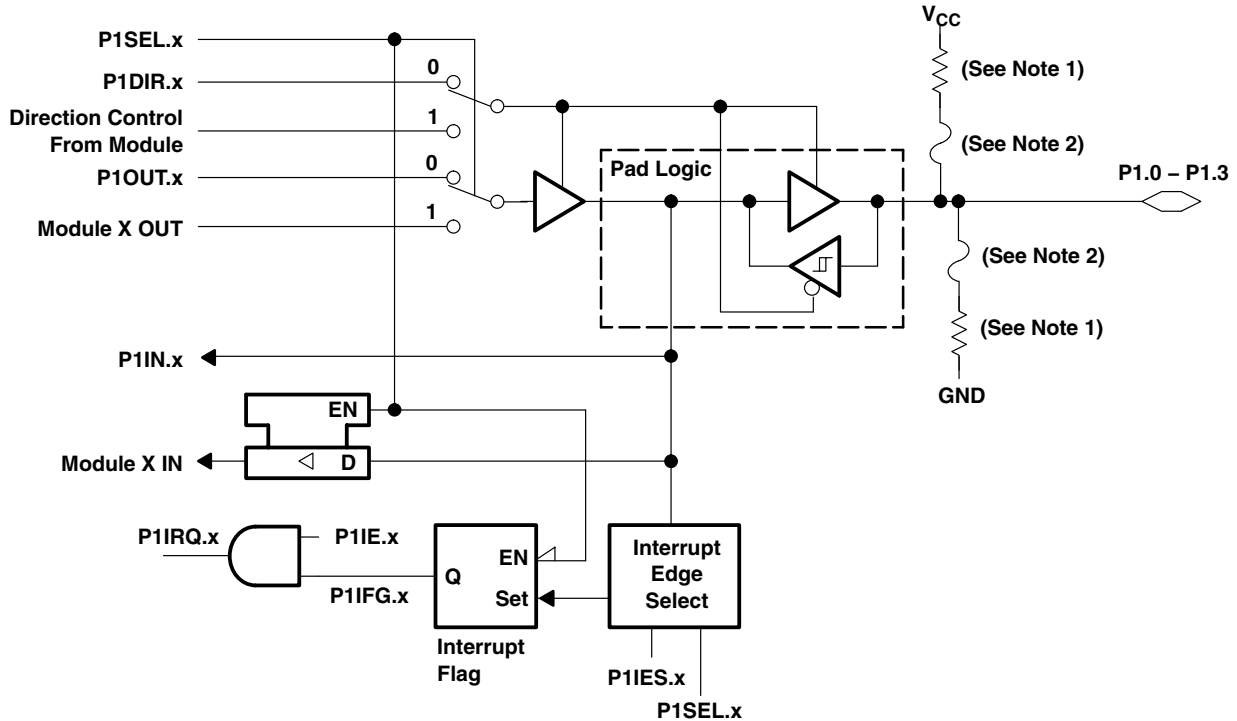 P1SEL.x
P1DIR.x
0
Direction Control
From Module
1
P1OUT.x
0
Module X OUT
1
Pad Logic
VCC
(See Note 1)
(See Note 2)
P1.0 – P1.3
(See Note 2)
(See Note 1)
GND
P1IN.x
EN
Module X IN
D
P1IRQ.x
P1IE.x
P1IFG.x
Q
EN
Set
Interrupt
Flag
Interrupt
Edge
Select
P1IES.x
P1SEL.x